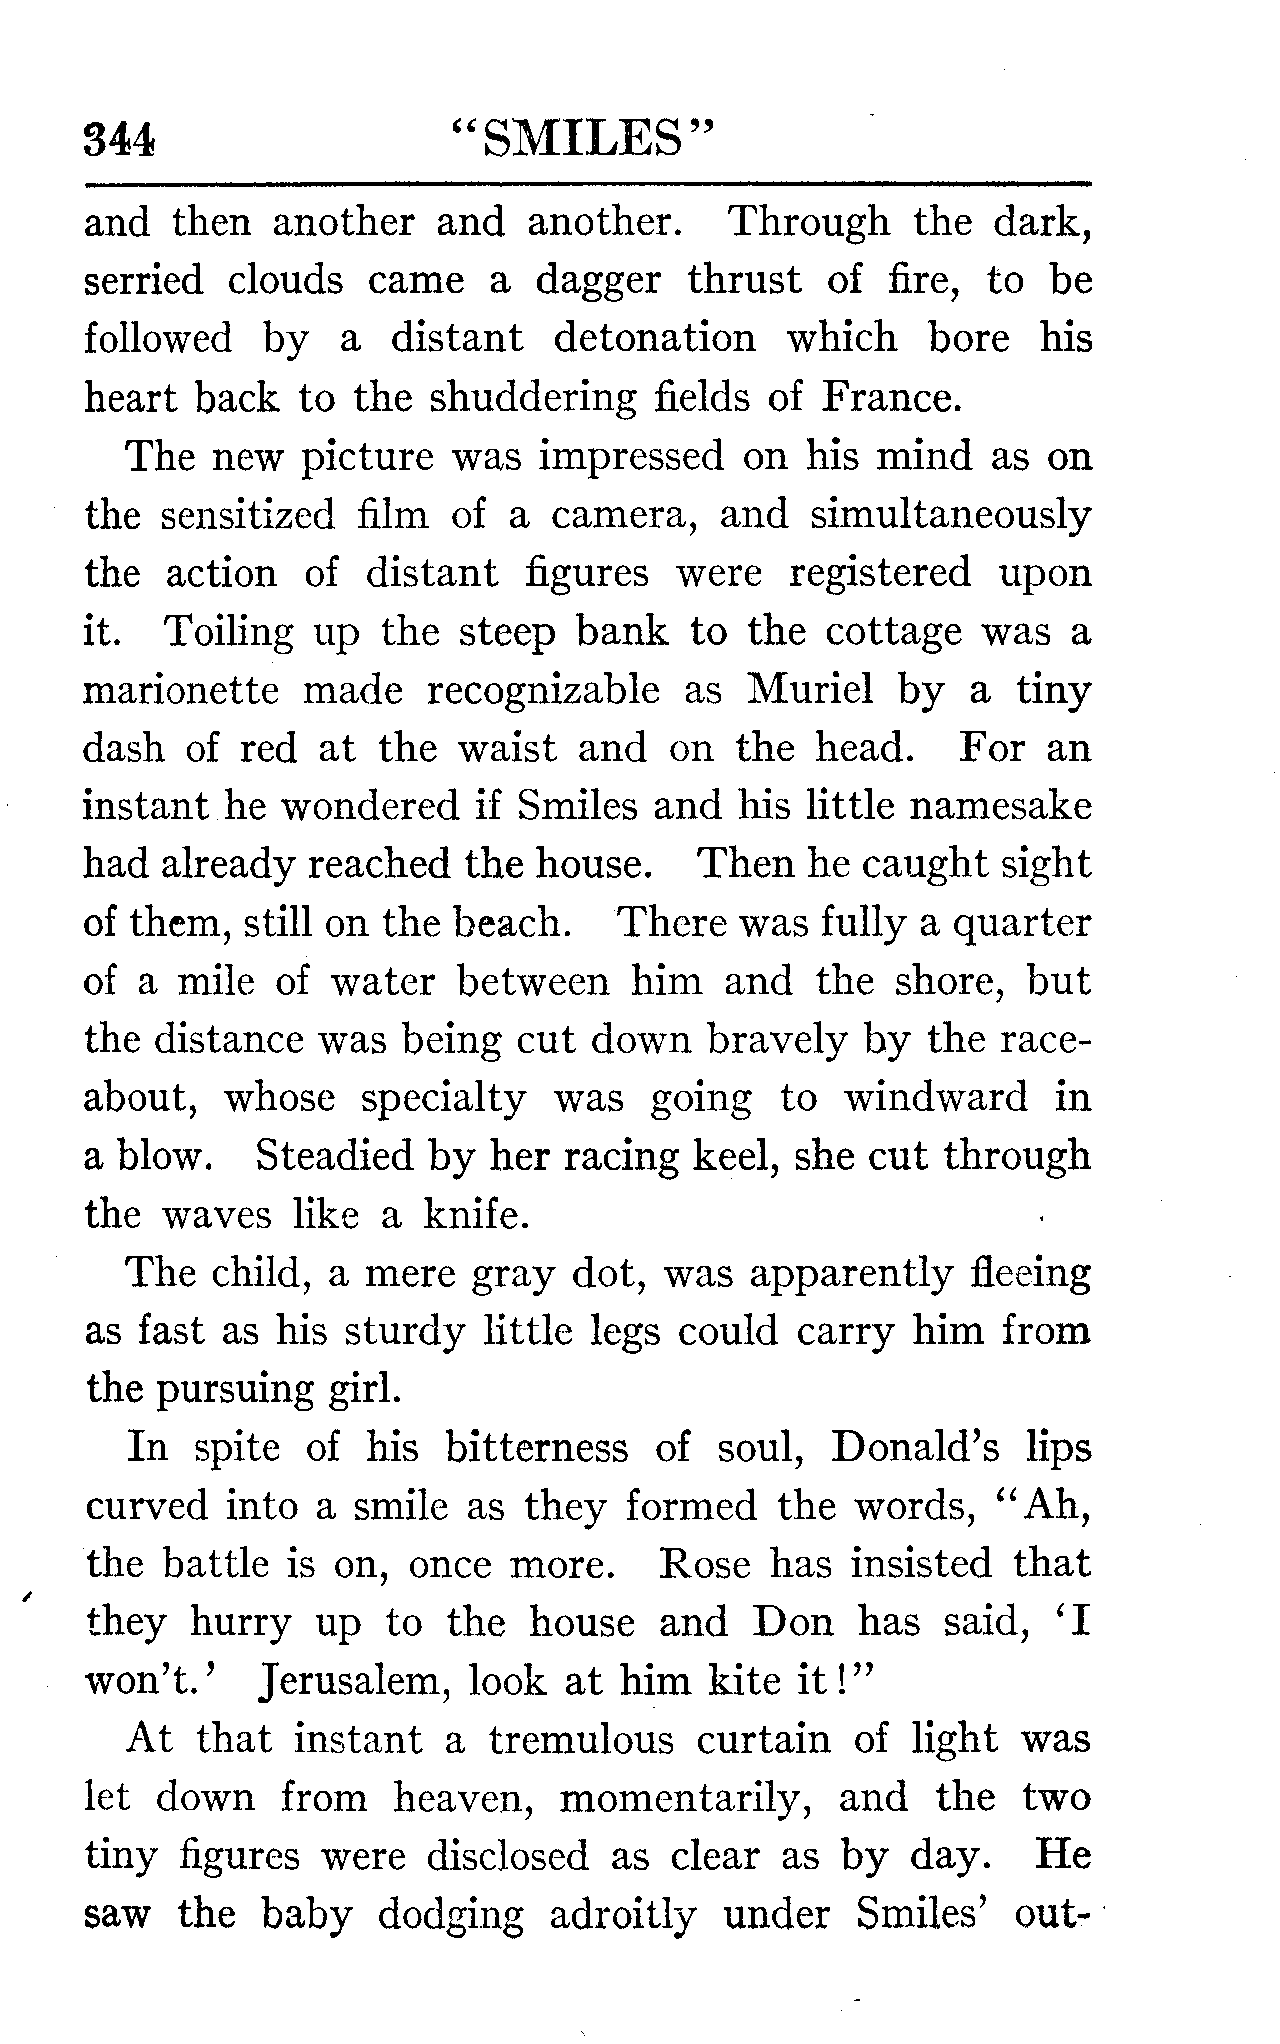 344 "SMILES"
and then another and another. Through the dark,
serried clouds came a dagger thrust of fire, to be
followed by a distant detonation which bore his
heart back to the shuddering fields of France.
The new picture was impressed on his mind as on
the sensitized film of a camera, and simultaneously
the action of distant figures were registered upon
it. Toiling up the steep bank to the cottage was a
marionette made recognizable as Muriel by a tiny
dash of red at the waist and on the head. For an
instant he wondered if Smiles and his little namesake
had already reached the house. Then he caught sight
of them, still on the beach. There was fully a quarter
of a mile of water between him and the shore, but
the distance was being cut down bravely by the race-
about, whose specialty was going to windward in
a blow. Steadied by her racing keel, she cut through
the waves like a knife.
The child, a mere gray dot, was apparently fleeing
as fast as his sturdy little legs could carry him from
the pursuing girl.
In spite of his bitterness of soul, Donald's lips
curved into a smile as they formed the words, "Ah,
the battle is on, once more. Rose has insisted that
they hurry up to the house and Don has said, 'I
won't.' Jerusalem, look at him kite it!"
At that instant a tremulous curtain of light was
let down from heaven, momentarily, and the two
tiny figures were disclosed as clear as by day. He
saw the baby dodging adroitly under Smiles' out-